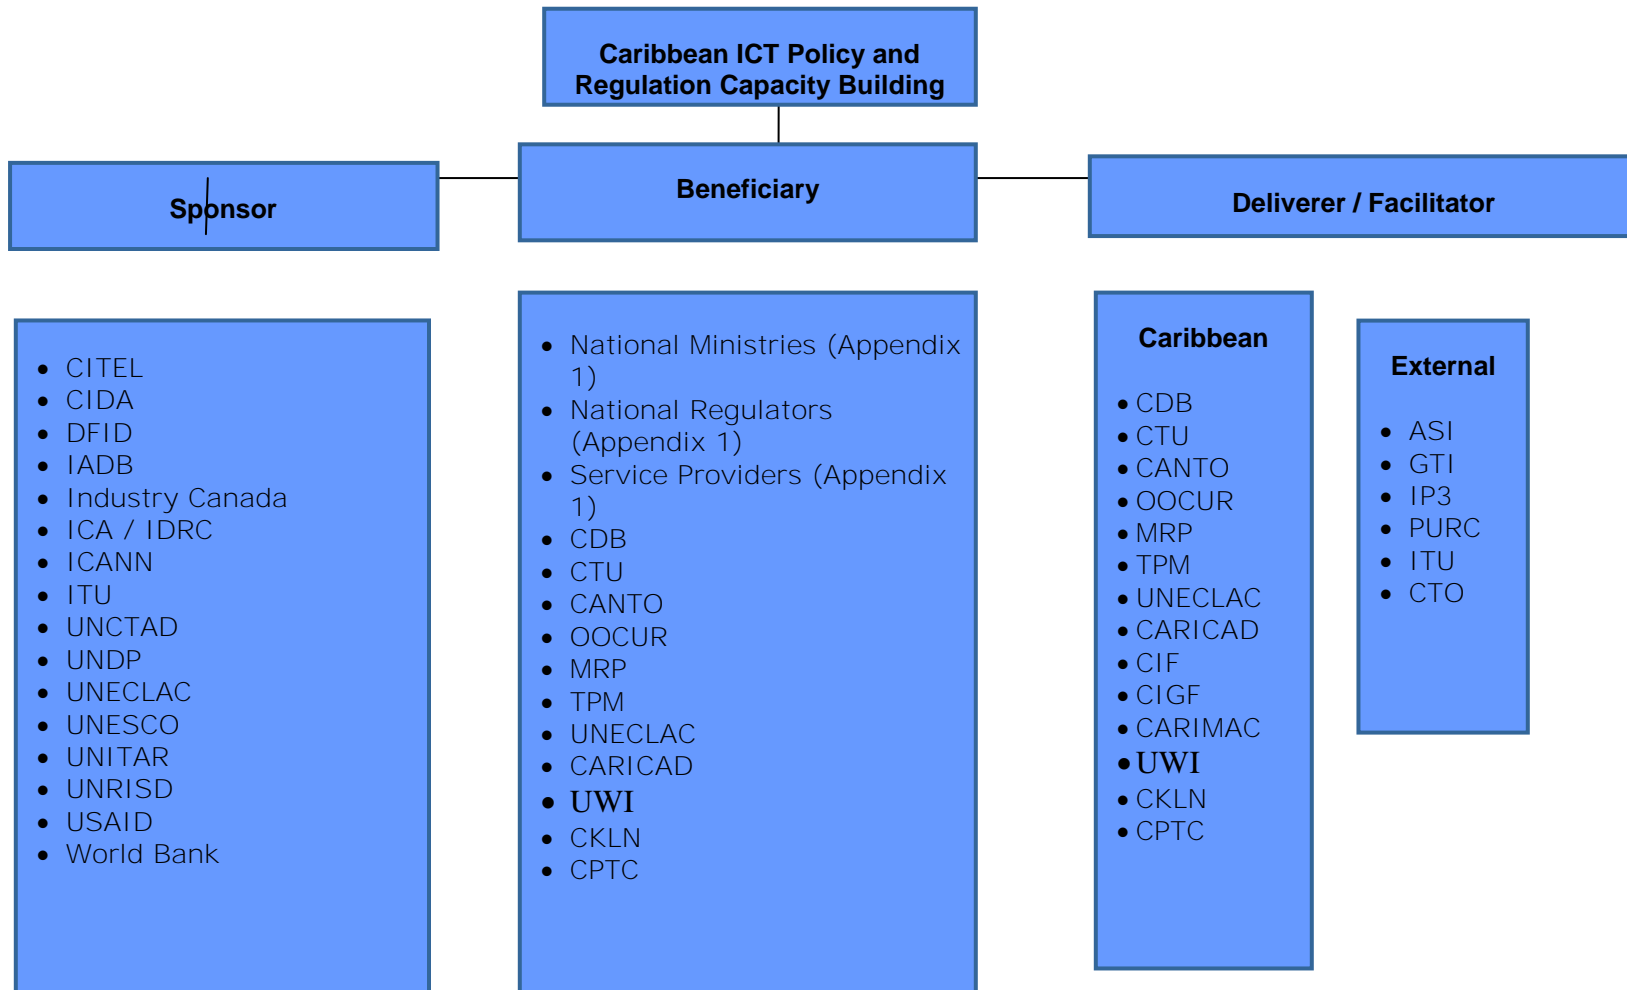 Caribbean ICT Policy and
Regulation Capacity Building
Sponsor
Beneficiary
Deliverer / Facilitator
• CITEL
• CIDA
• DFID
• IADB
• Industry Canada
• ICA / IDRC
• ICANN
• ITU
• UNCTAD
• UNDP
• UNECLAC
• UNESCO
• UNITAR
• UNRISD
• USAID
• World Bank
• National Ministries (Appendix
1)
• National Regulators
(Appendix 1)
• Service Providers (Appendix
1)
• CDB
• CTU
• CANTO
• OOCUR
• MRP
• TPM
• UNECLAC
• CARICAD
• UWI
• CKLN
• CPTC
Caribbean
• CDB
• CTU
• CANTO
• OOCUR
• MRP
• TPM
• UNECLAC
• CARICAD
• CIF
• CIGF
• CARIMAC
• UWI
• CKLN
• CPTC
External
• ASI
• GTI
• IP3
• PURC
• ITU
• CTO